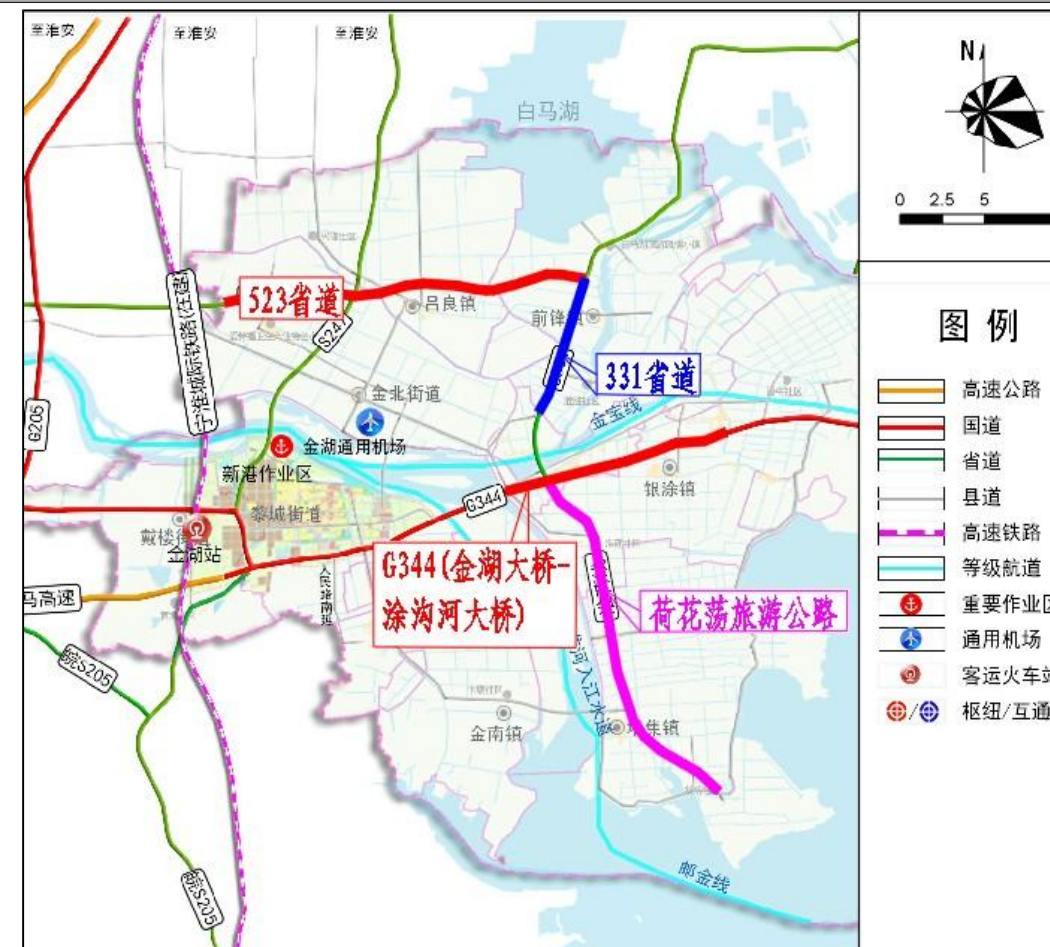 至淮安
至淮安
至淮安
白马湖
N
0 2.5 5
523省道
吕良镇
前锋镇
S247
宁淮城际铁路(在建)
331省道
金北街道
金宝线
金湖通用机场
G205
新港作业区
银涂镇
G344
黎城街道
金湖站
G344(金湖大桥-
涂沟河大桥)
人民路南延
马高速
荷花荡旅游公路
皖S205
河入江水道
金南镇
集镇
邮金线
皖S205
图 例
高速公路
国道
省道
县道
高速铁路
等级航道
重要作业区
通用机场
客运火车站
枢纽/互通